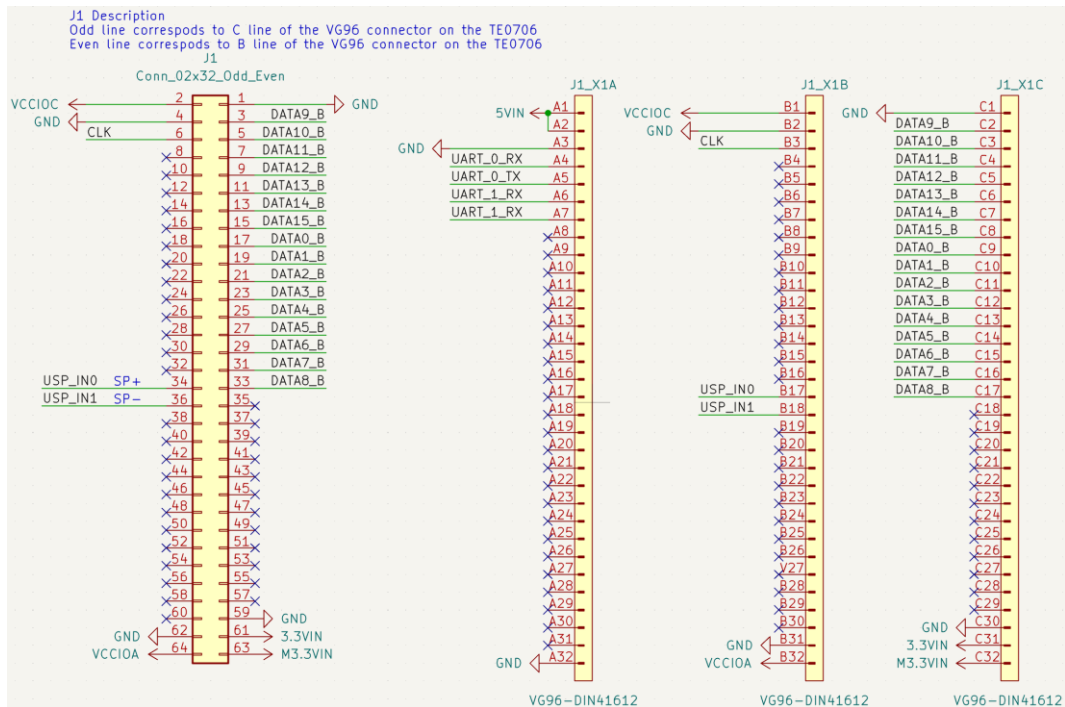 J1 Description
Odd line correspods to C line of the VG96 connector on the TE0706
Even line correspods to B line of the VG96 connector on the TE0706
J1
Conn_02x32_Odd_Even
VCCIOC 2 1 GND
GND 4 3 DATA9_B
CLK 6 5 DATA10_B
8 7 DATA11_B
10 9 DATA12_B
12 11 DATA13_B
14 13 DATA14_B
16 15 DATA15_B
18 17 DATA0_B
20 19 DATA1_B
22 21 DATA2_B
24 23 DATA3_B
26 25 DATA4_B
28 27 DATA5_B
30 29 DATA6_B
32 31 DATA7_B
USP_IN0 SP+ 34 33 DATA8_B
USP_IN1 SP- 36 35
38 37
40 39
42 41
44 43
46 45
48 47
50 49
52 51
54 53
56 55
58 57
60 59 GND
GND 62 61 3.3VIN
VCCIOA 64 63 M3.3VIN
J1_X1A
5VIN A1
A2
GND A3
UART_0_RX A4
UART_0_TX A5
UART_1_RX A6
UART_1_RX A7
A8
A9
A10
A11
A12
A13
A14
A15
A16
A17
A18
A19
A20
A21
A22
A23
A24
A25
A26
A27
A28
A29
A30
A31
GND A32
VG96-DIN41612
J1_X1B
VCCIOC B1
GND B2
CLK B3
B4
B5
B6
B7
B8
B9
B10
B11
B12
B13
B14
B15
B16
USP_IN0 B17
USP_IN1 B18
B19
B20
B21
B22
B23
B24
B25
B26
V27
B28
B29
B30
GND B31
VCCIOA B32
VG96-DIN41612
J1_X1C
GND C1
DATA9_B C2
DATA10_B C3
DATA11_B C4
DATA12_B C5
DATA13_B C6
DATA14_B C7
DATA15_B C8
DATA0_B C9
DATA1_B C10
DATA2_B C11
DATA3_B C12
DATA4_B C13
DATA5_B C14
DATA6_B C15
DATA7_B C16
DATA8_B C17
C18
C19
C20
C21
C22
C23
C24
C25
C26
C27
C28
C29
GND C30
3.3VIN C31
M3.3VIN C32
VG96-DIN41612